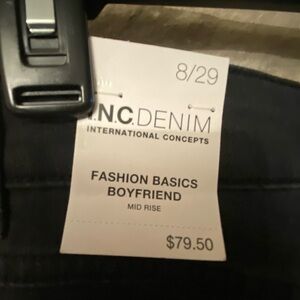 8/29
I.N.C.DENIM
INTERNATIONAL CONCEPTS
FASHION BASICS
BOYFRIEND
MID RISE
$79.50